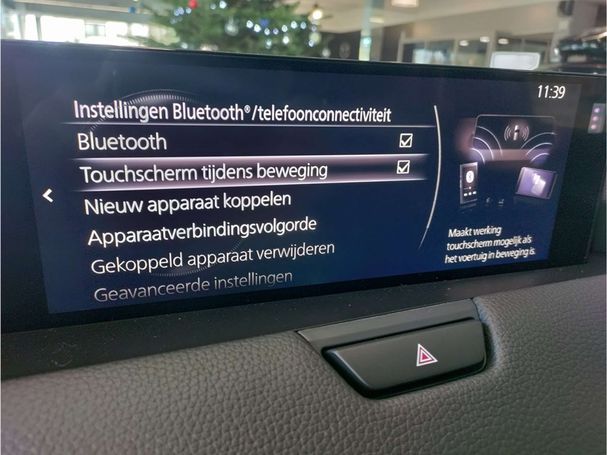 11:39
Instellingen Bluetooth®/telefoonconnectiviteit
Bluetooth
Touchscherm tijdens beweging
Nieuw apparaat koppelen
Apparaatverbindingsvolgorde
Gekoppeld apparaat verwijderen
Geavanceerde instellingen
Maakt werking
touchscherm mogelijk als
het voertuig in beweging is.